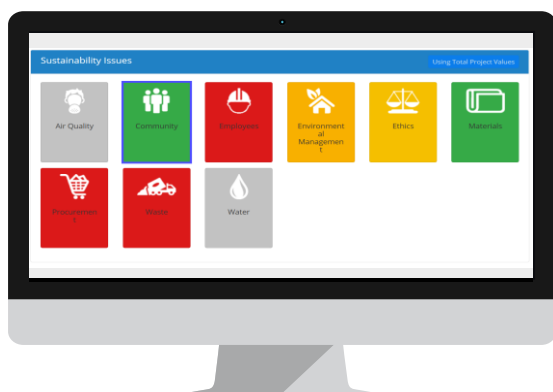 Sustainability Issues
Using Total Project Values
Air Quality
Community
Employees
Environment
al
Managemen
t
Ethics
Materials
Procuremen
t
Waste
Water